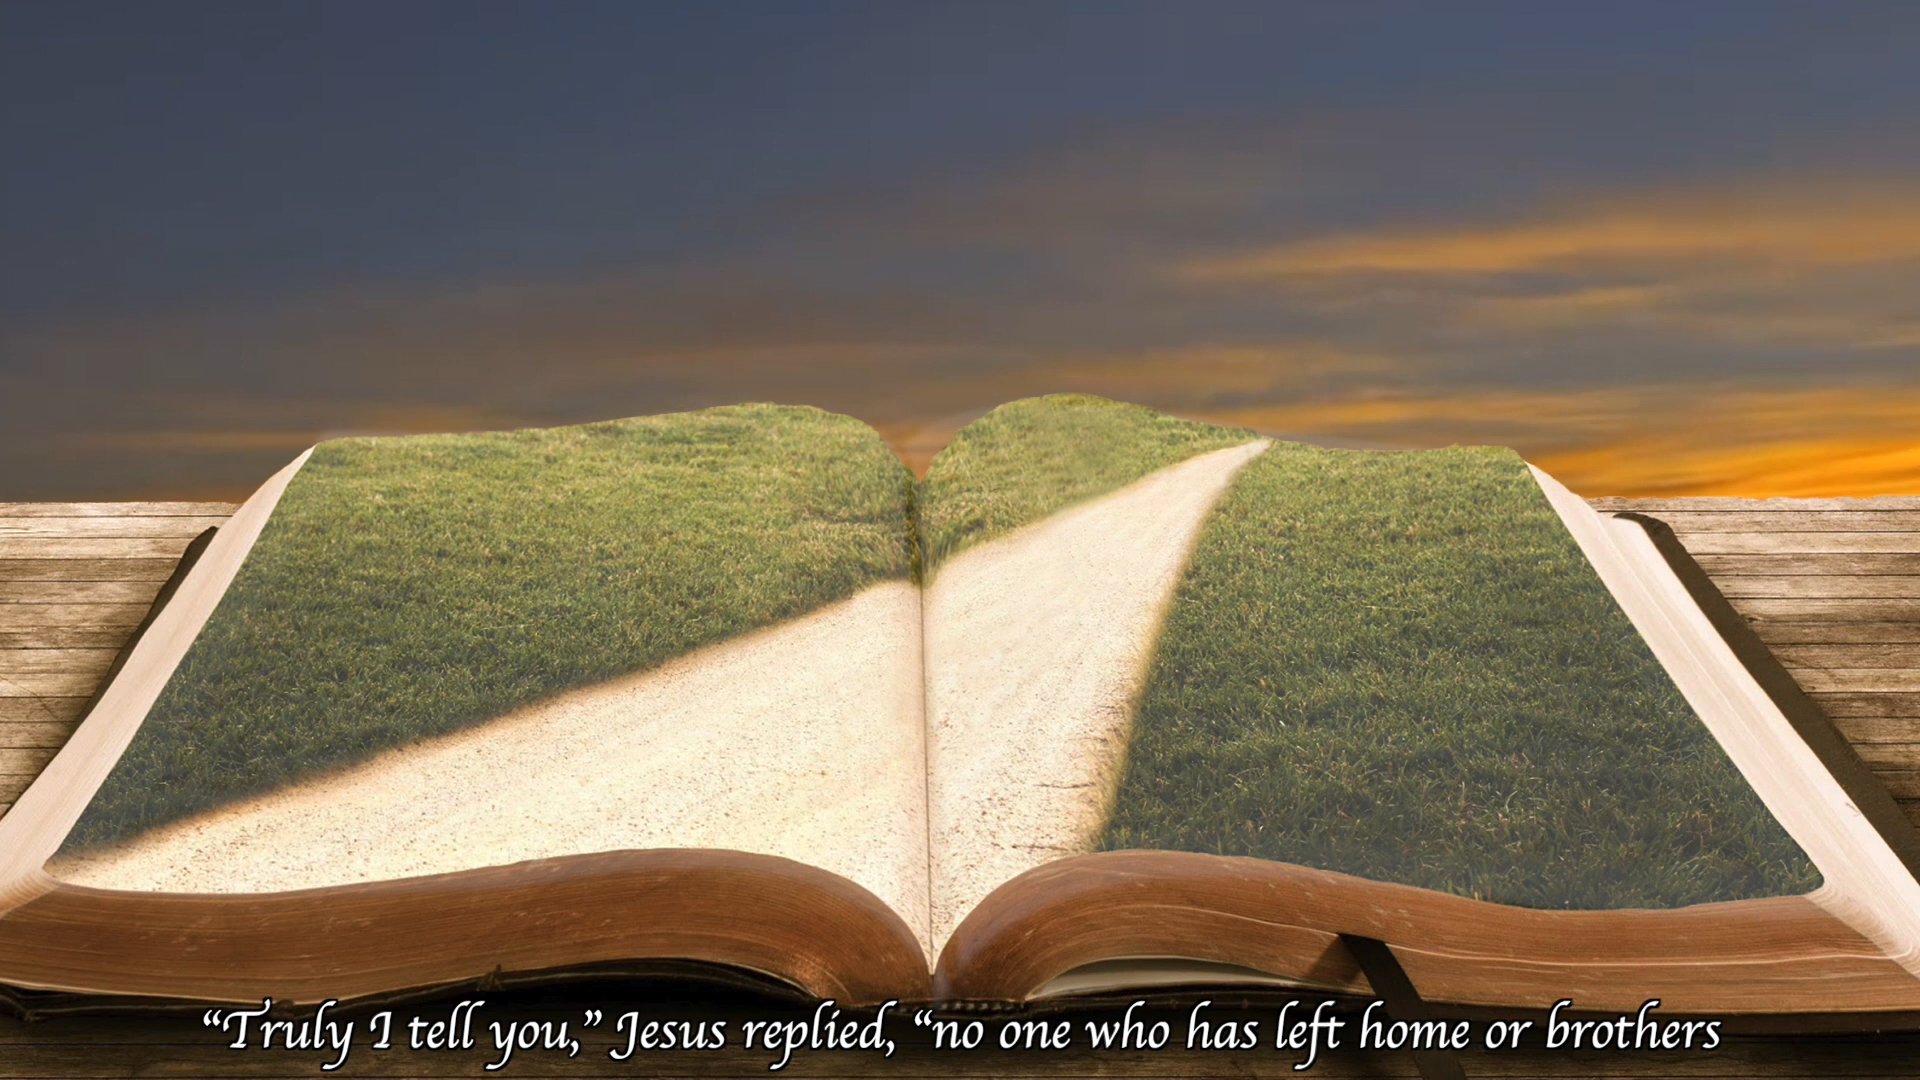 “Truly I tell you,” Jesus replied, “no one who has left home or brothers